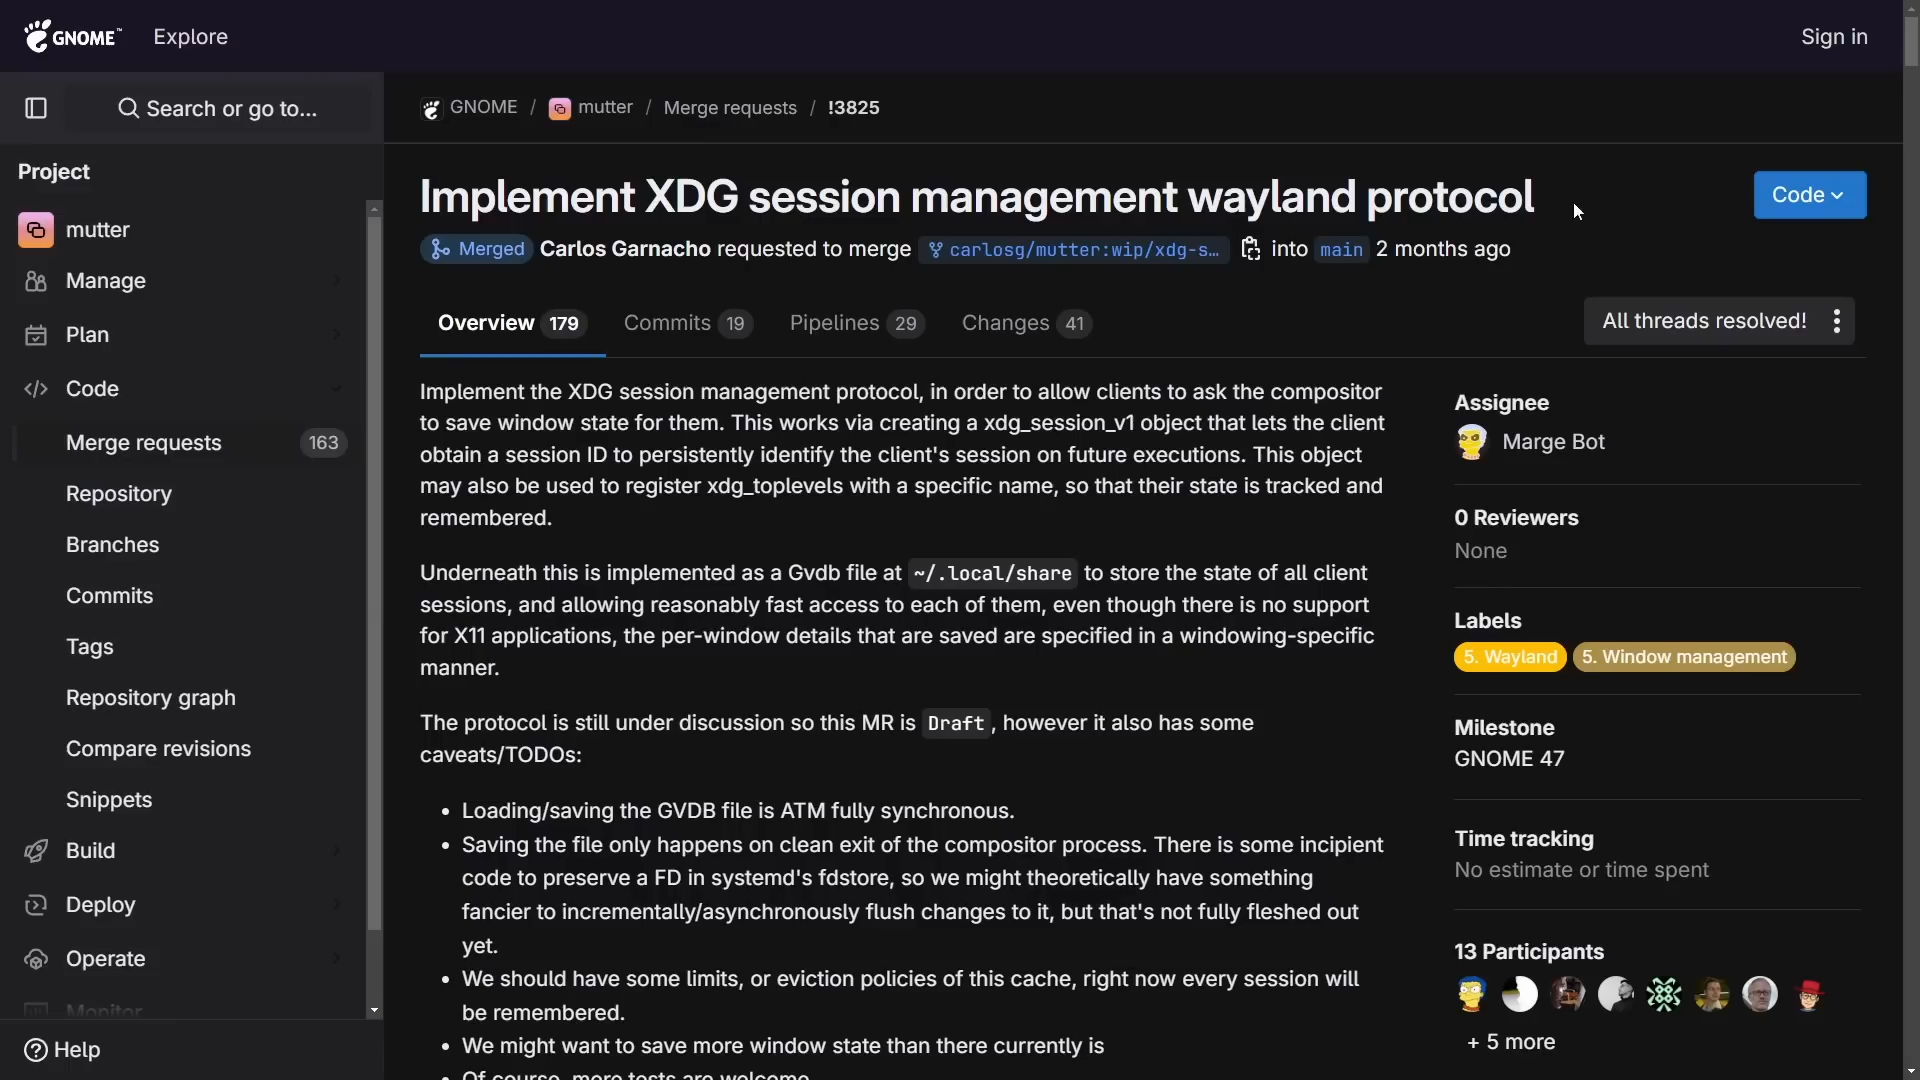 GNOME™ Explore Sign in
Search or go to...
GNOME / mutter / Merge requests / !3825
Project
mutter
Manage
Plan
Code
Merge requests 163
Repository
Branches
Commits
Tags
Repository graph
Compare revisions
Snippets
Build
Deploy
Operate
Monitor
Help
Implement XDG session management wayland protocol
Code
Merged Carlos Garnacho requested to merge carlosg/mutter:wip/xdg-s… into main 2 months ago
Overview 179 Commits 19 Pipelines 29 Changes 41
All threads resolved!
Implement the XDG session management protocol, in order to allow clients to ask the compositor
to save window state for them. This works via creating a xdg_session_v1 object that lets the client
obtain a session ID to persistently identify the client's session on future executions. This object
may also be used to register xdg_toplevels with a specific name, so that their state is tracked and
remembered.
Underneath this is implemented as a Gvdb file at ~/.local/share to store the state of all client
sessions, and allowing reasonably fast access to each of them, even though there is no support
for X11 applications, the per-window details that are saved are specified in a windowing-specific
manner.
The protocol is still under discussion so this MR is Draft, however it also has some
caveats/TODOs:
• Loading/saving the GVDB file is ATM fully synchronous.
• Saving the file only happens on clean exit of the compositor process. There is some incipient
code to preserve a FD in systemd's fdstore, so we might theoretically have something
fancier to incrementally/asynchronously flush changes to it, but that's not fully fleshed out
yet.
• We should have some limits, or eviction policies of this cache, right now every session will
be remembered.
• We might want to save more window state than there currently is
• Of course, more tests are welcome
Assignee
Marge Bot
0 Reviewers
None
Labels
5. Wayland 5. Window management
Milestone
GNOME 47
Time tracking
No estimate or time spent
13 Participants
+ 5 more